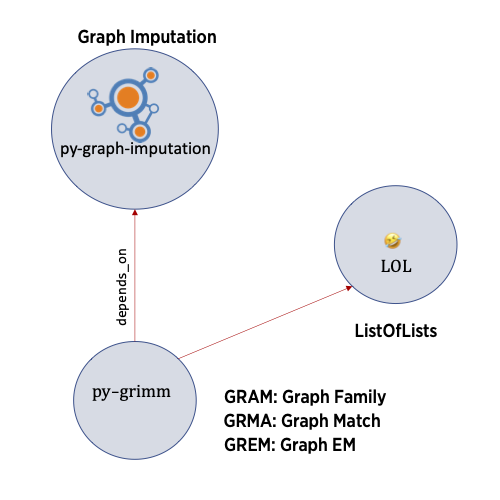 Graph Imputation
py-graph-imputation
LOL
ListOfLists
depends_on
py-grimm
GRAM: Graph Family
GRMA: Graph Match
GREM: Graph EM